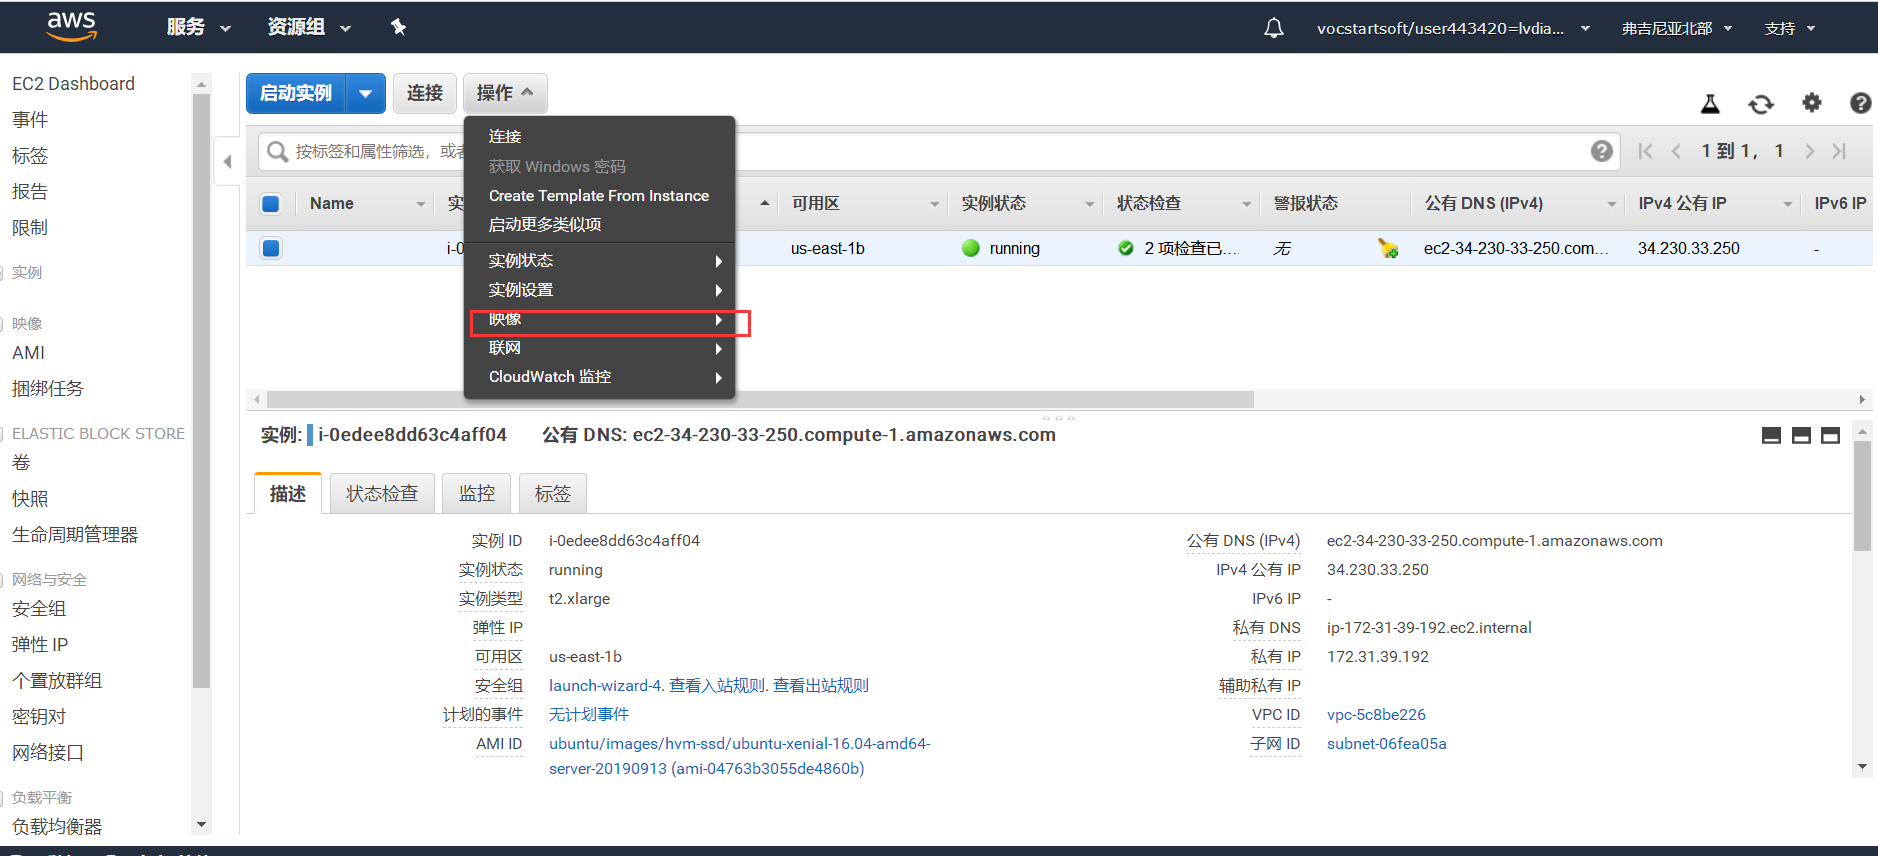 aws 服务 资源组 vocstartsoft/user443420=lvdia... 弗吉尼亚北部 支持
EC2 Dashboard
事件
标签
报告
限制
实例
映像
AMI
捆绑任务
ELASTIC BLOCK STORE
卷
快照
生命周期管理器
网络与安全
安全组
弹性 IP
个置放群组
密钥对
网络接口
负载平衡
负载均衡器
启动实例 连接 操作
连接
获取 Windows 密码
Create Template From Instance
启动更多类似项
实例状态
实例设置
映像
联网
CloudWatch 监控
按标签和属性筛选，或 1 到 1， 1
Name 实 可用区 实例状态 状态检查 警报状态 公有 DNS (IPv4) IPv4 公有 IP IPv6 IP
i-0 us-east-1b running 2 项检查已... 无 ec2-34-230-33-250.com... 34.230.33.250 -
实例: i-0edee8dd63c4aff04 公有 DNS: ec2-34-230-33-250.compute-1.amazonaws.com
描述 状态检查 监控 标签
实例 ID i-0edee8dd63c4aff04
实例状态 running
实例类型 t2.xlarge
弹性 IP
可用区 us-east-1b
安全组 launch-wizard-4. 查看入站规则. 查看出站规则
计划的事件 无计划事件
AMI ID ubuntu/images/hvm-ssd/ubuntu-xenial-16.04-amd64-
server-20190913 (ami-04763b3055de4860b)
公有 DNS (IPv4) ec2-34-230-33-250.compute-1.amazonaws.com
IPv4 公有 IP 34.230.33.250
IPv6 IP -
私有 DNS ip-172-31-39-192.ec2.internal
私有 IP 172.31.39.192
辅助私有 IP
VPC ID vpc-5c8be226
子网 ID subnet-06fea05a